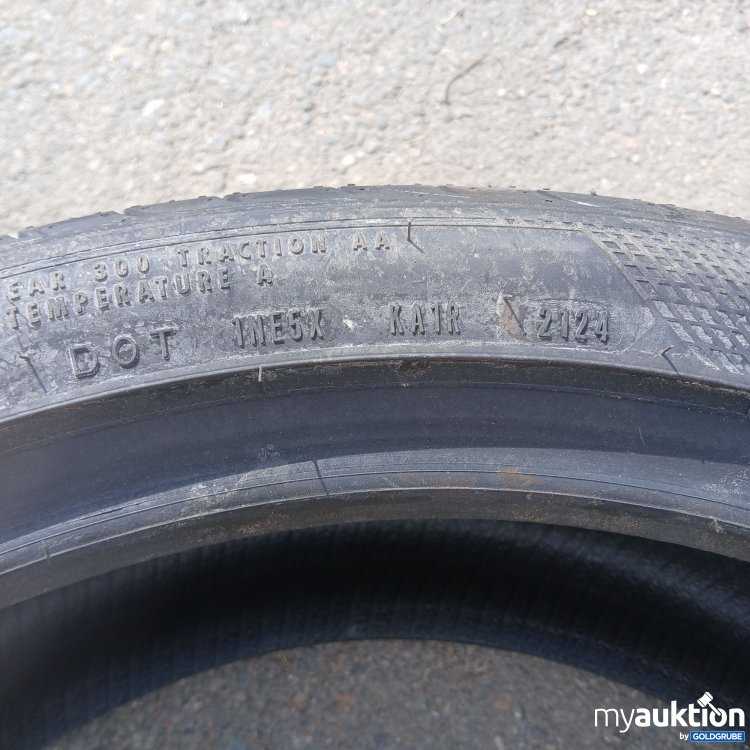 EAR 300 TRACTION AA
TEMPERATURE A
DOT 1NE5X KA1R 2124
myauktion
by GOLDGRUBE